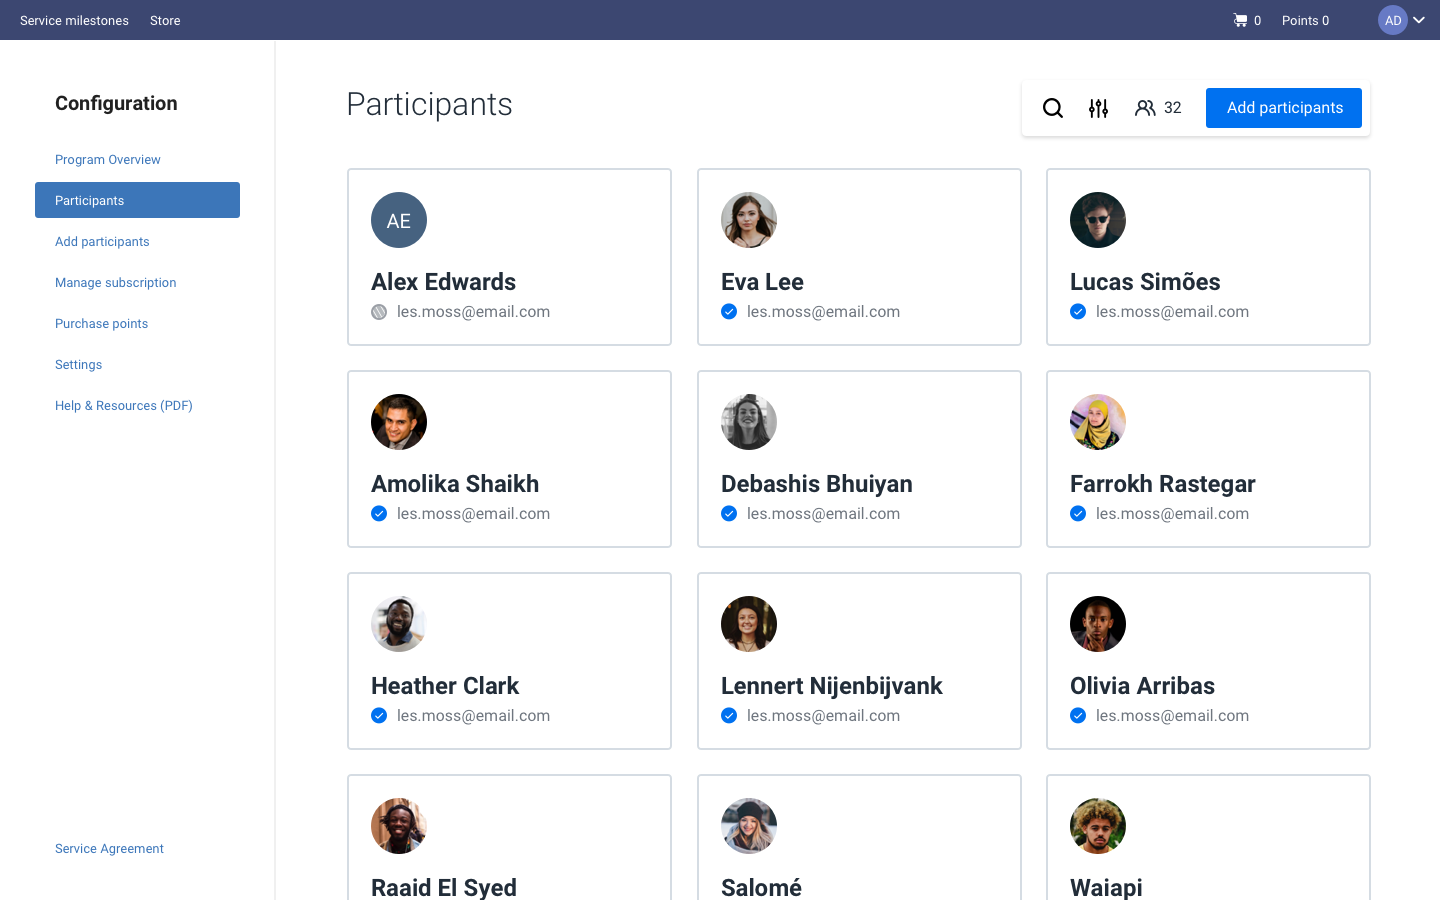 Service milestones Store 0 Points 0 AD
Configuration
Program Overview
Participants
Add participants
Manage subscription
Purchase points
Settings
Help & Resources (PDF)
Service Agreement
Participants
32 Add participants
AE
Alex Edwards
les.moss@email.com
Eva Lee
les.moss@email.com
Lucas Simões
les.moss@email.com
Amolika Shaikh
les.moss@email.com
Debashis Bhuiyan
les.moss@email.com
Farrokh Rastegar
les.moss@email.com
Heather Clark
les.moss@email.com
Lennert Nijenbijvank
les.moss@email.com
Olivia Arribas
les.moss@email.com
Raaid El Syed
Salomé
Waiapi